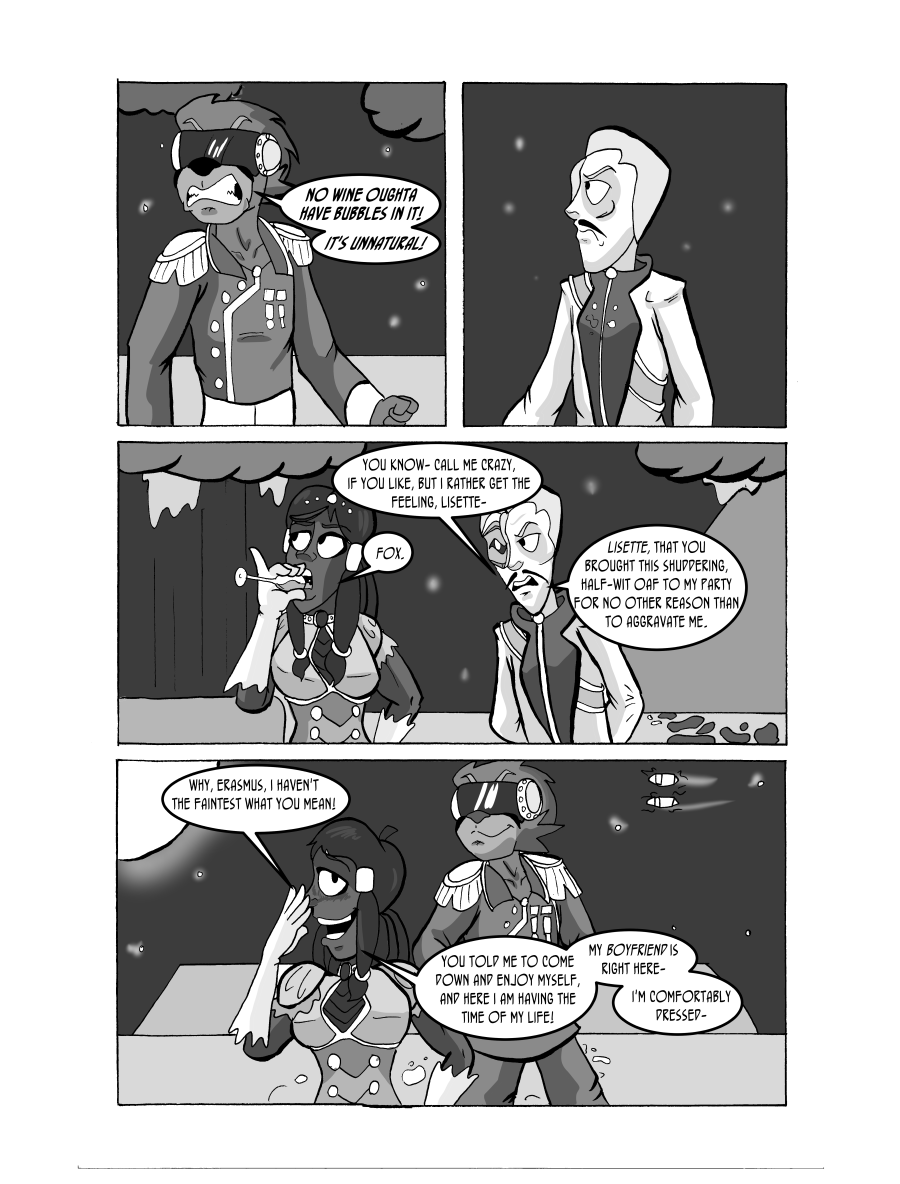 NO WINE OUGHTA
HAVE BUBBLES IN IT!
IT'S UNNATURAL!
YOU KNOW- CALL ME CRAZY,
IF YOU LIKE, BUT I RATHER GET THE
FEELING, LISETTE-
FOX.
LISETTE, THAT YOU
BROUGHT THIS SHUDDERING,
HALF-WIT OAF TO MY PARTY
FOR NO OTHER REASON THAN
TO AGGRAVATE ME.
WHY, ERASMUS, I HAVEN'T
THE FAINTEST WHAT YOU MEAN!
YOU TOLD ME TO COME
DOWN AND ENJOY MYSELF,
AND HERE I AM HAVING THE
TIME OF MY LIFE!
MY BOYFRIEND IS
RIGHT HERE-
I'M COMFORTABLY
DRESSED-